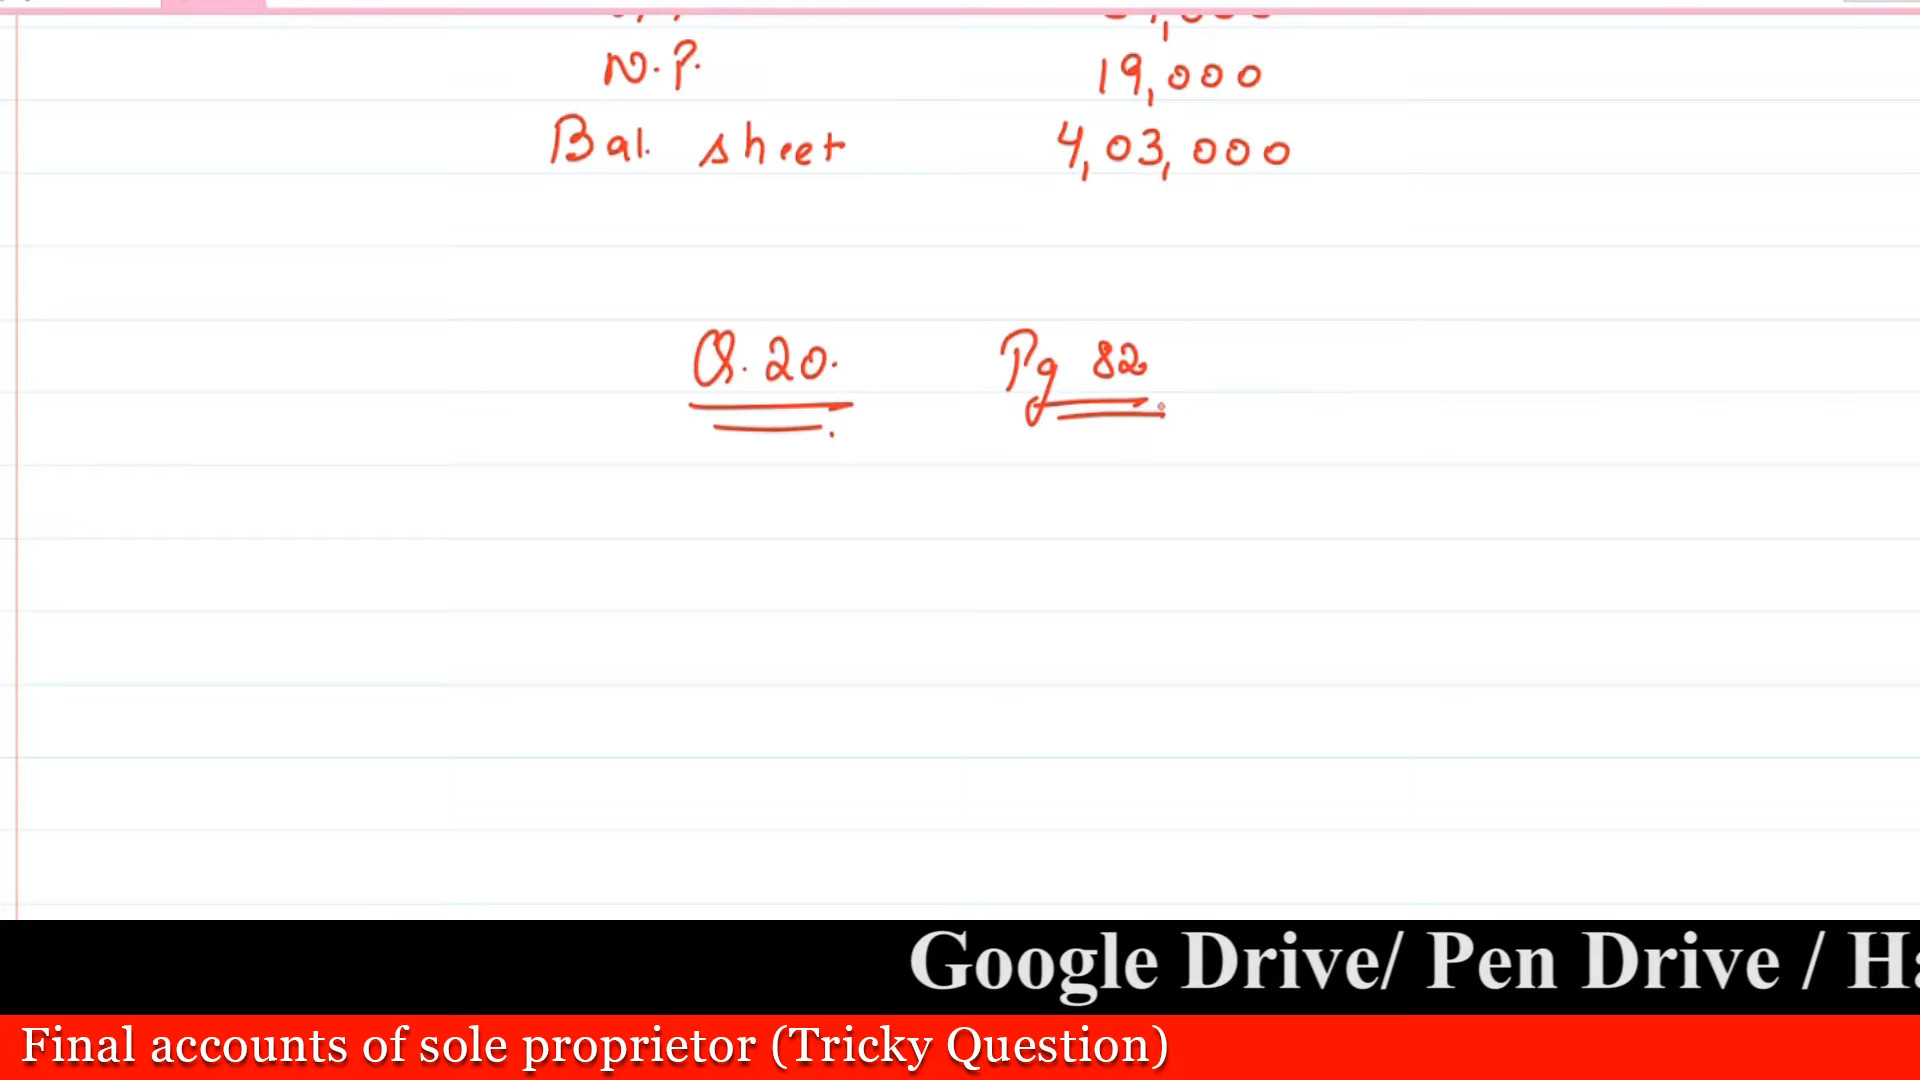 N.P. 19,000
Bal. sheet 4,03,000
Q.20. Pg 82
Google Drive/ Pen Drive /
Final accounts of sole proprietor (Tricky Question)